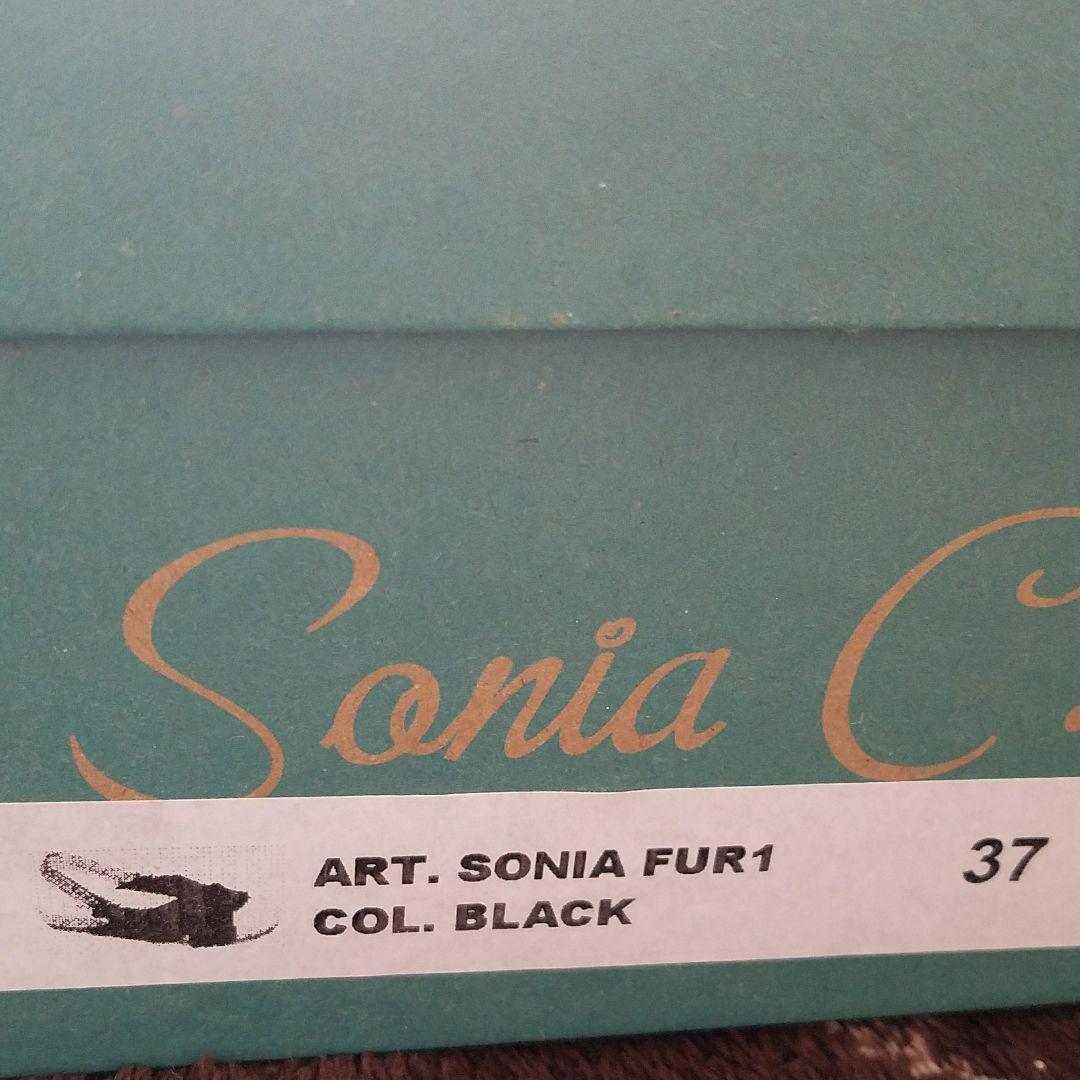 Sonia C
ART. SONIA FUR1 37
COL. BLACK